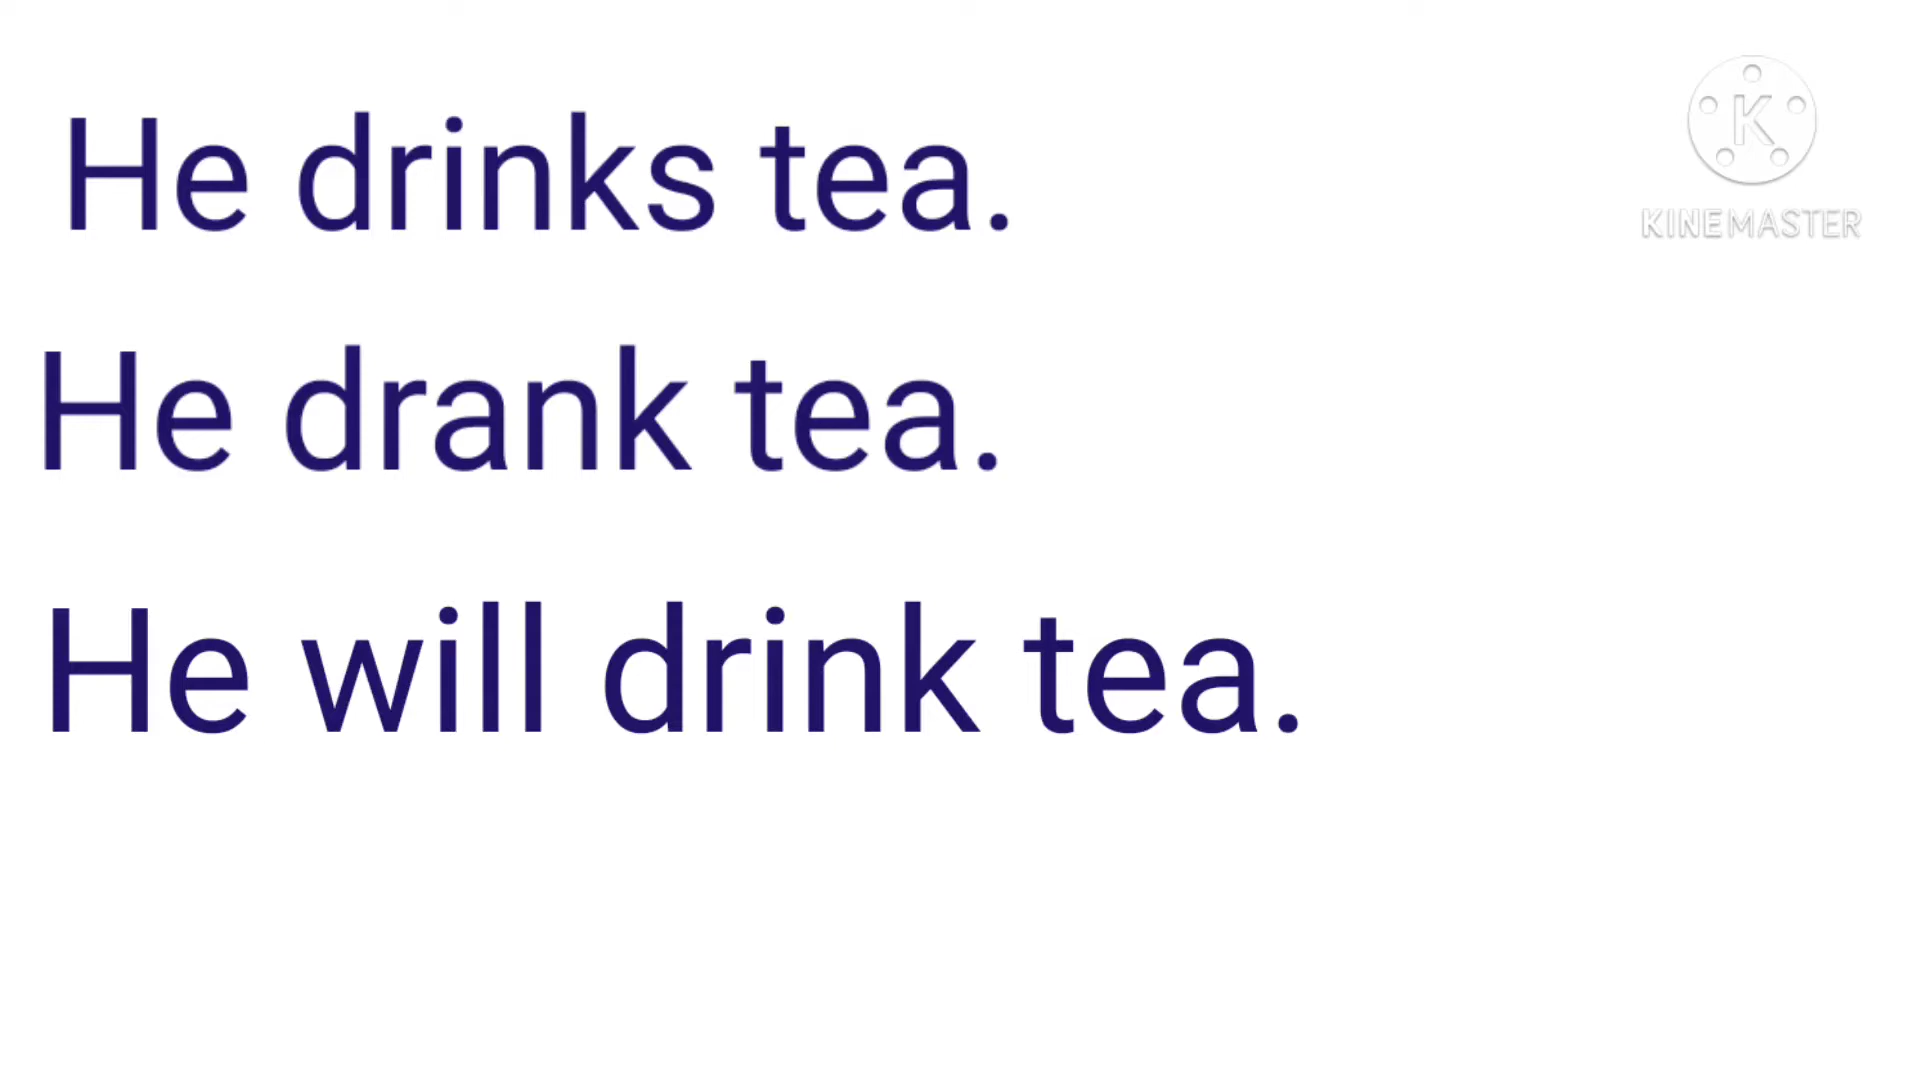 He drinks tea.
He drank tea.
He will drink tea.
K
KINEMASTER